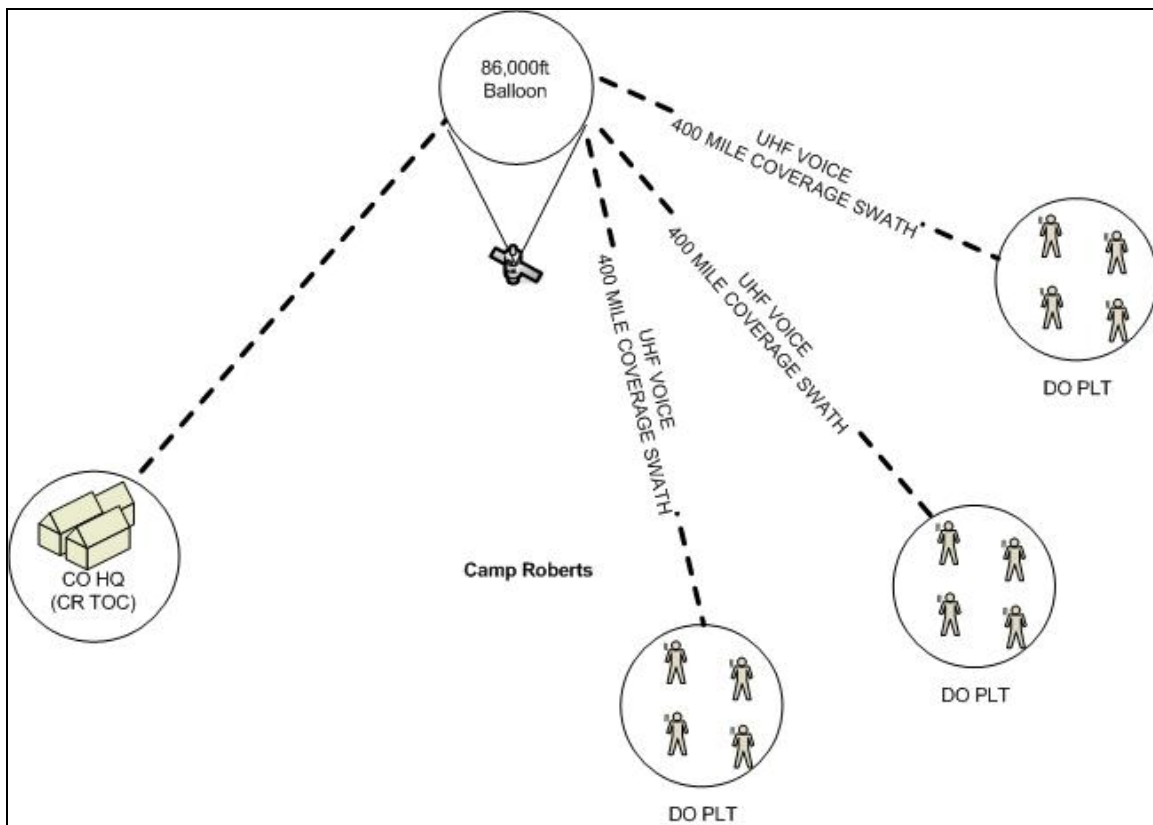 86,000ft
Balloon
UHF VOICE
400 MILE COVERAGE SWATH
UHF VOICE
400 MILE COVERAGE SWATH
UHF VOICE
400 MILE COVERAGE SWATH
DO PLT
CO HQ
(CR TOC)
Camp Roberts
DO PLT
DO PLT